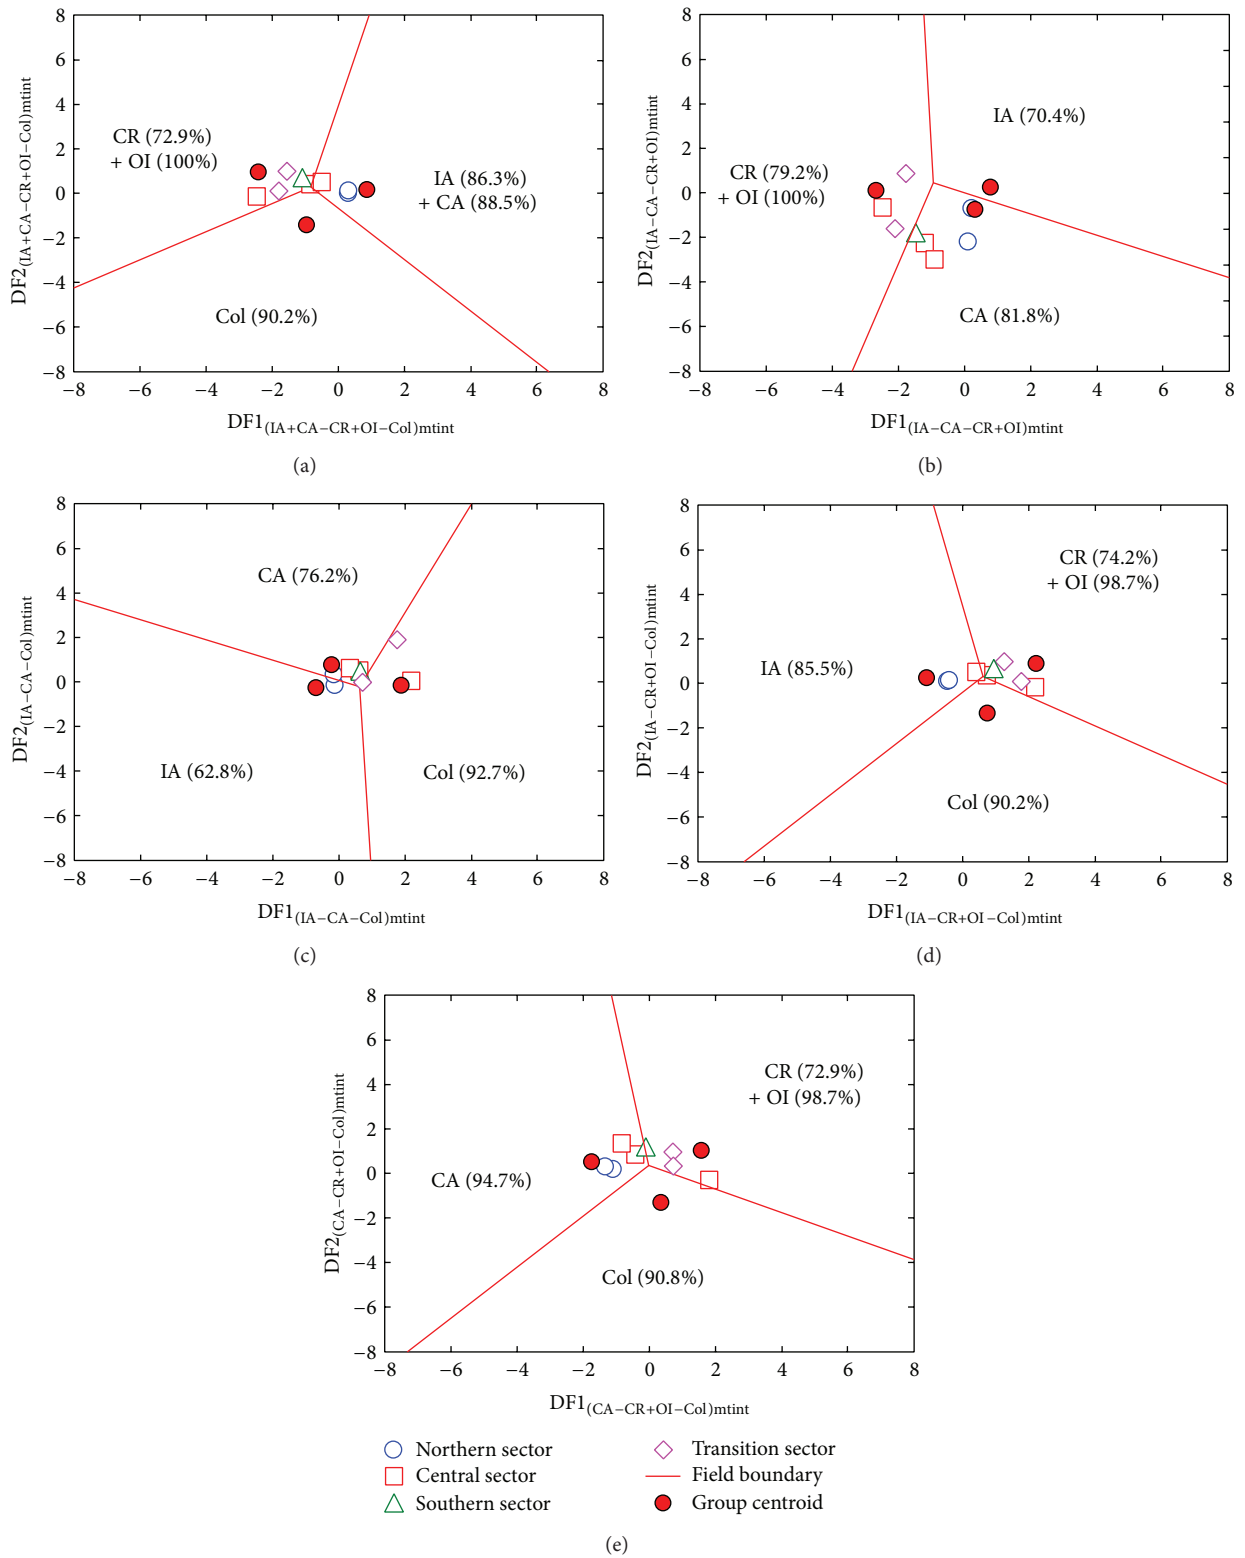 8
6
4
2
0
−2
−4
−6
−8
−8 −6 −4 −2 0 2 4 6 8
DF2(IA+CA−CR+OI−Col)mtint
CR (72.9%)
+ OI (100%)
IA (86.3%)
+ CA (88.5%)
Col (90.2%)
DF1(IA+CA−CR+OI−Col)mtint
(a)
8
6
4
2
0
−2
−4
−6
−8
−8 −6 −4 −2 0 2 4 6 8
DF2(IA−CA−CR+OI)mtint
IA (70.4%)
CR (79.2%)
+ OI (100%)
CA (81.8%)
DF1(IA−CA−CR+OI)mtint
(b)
8
6
4
2
0
−2
−4
−6
−8
−8 −6 −4 −2 0 2 4 6 8
DF2(IA−CA−Col)mtint
CA (76.2%)
IA (62.8%)
Col (92.7%)
DF1(IA−CA−Col)mtint
(c)
8
6
4
2
0
−2
−4
−6
−8
−8 −6 −4 −2 0 2 4 6 8
DF2(IA−CR+OI−Col)mtint
CR (74.2%)
+ OI (98.7%)
IA (85.5%)
Col (90.2%)
DF1(IA−CR+OI−Col)mtint
(d)
8
6
4
2
0
−2
−4
−6
−8
−8 −6 −4 −2 0 2 4 6 8
DF2(CA−CR+OI−Col)mtint
CR (72.9%)
+ OI (98.7%)
CA (94.7%)
Col (90.8%)
DF1(CA−CR+OI−Col)mtint
Northern sector
Central sector
Southern sector
Transition sector
Field boundary
Group centroid
(e)